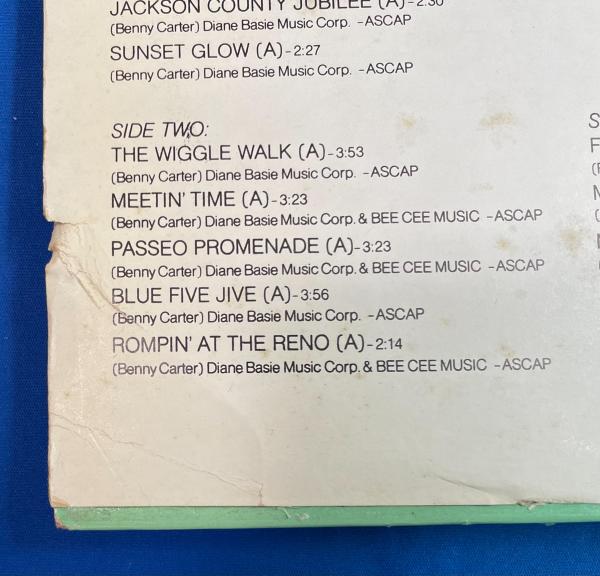 JACKSON COUNTY JUBILEE (A)-2:30
(Benny Carter) Diane Basie Music Corp. -ASCAP
SUNSET GLOW (A)-2:27
(Benny Carter) Diane Basie Music Corp. -ASCAP
SIDE TWO:
THE WIGGLE WALK (A)-3:53
(Benny Carter) Diane Basie Music Corp. -ASCAP
MEETIN' TIME (A)-3:23
(Benny Carter) Diane Basie Music Corp. & BEE CEE MUSIC -ASCAP
PASSEO PROMENADE (A)-3:23
(Benny Carter) Diane Basie Music Corp. & BEE CEE MUSIC -ASCAP
BLUE FIVE JIVE (A)-3:56
(Benny Carter) Diane Basie Music Corp. -ASCAP
ROMPIN' AT THE RENO (A)-2:14
(Benny Carter) Diane Basie Music Corp. & BEE CEE MUSIC -ASCAP